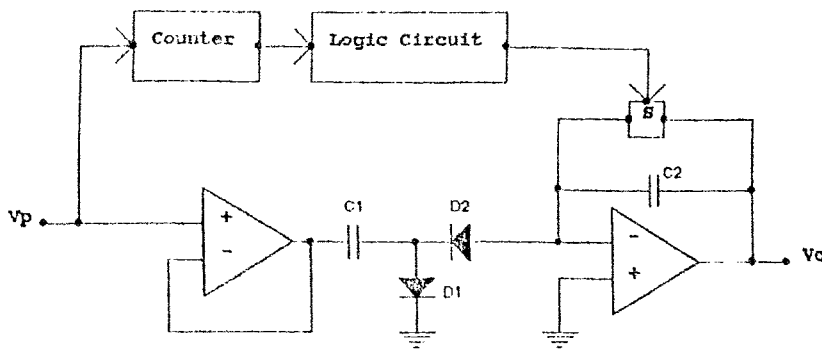 Counter
Logic Circuit
S
C2
Vp
+
-
C1
D2
D1
-
+
Vo